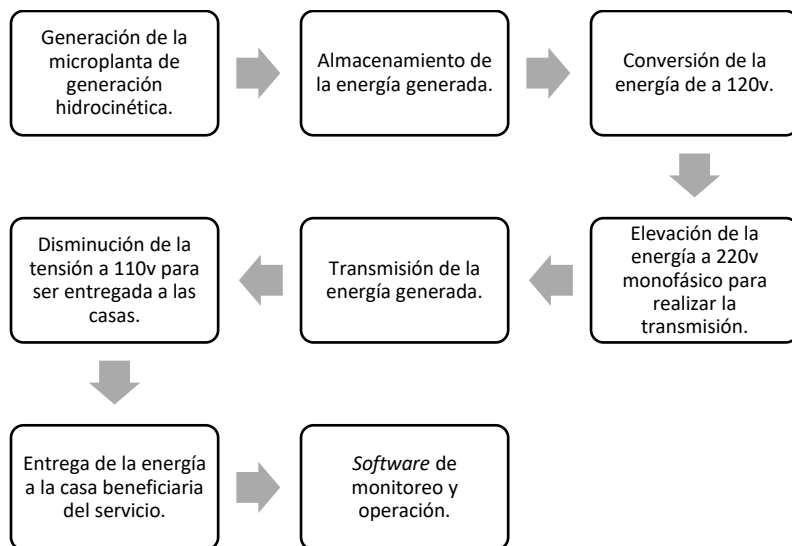 Generación de la
microplanta de
generación
hidrocinética.
Almacenamiento de
la energía generada.
Conversión de la
energía de a 120v.
Elevación de la
energía a 220v
monofásico para
realizar la
transmisión.
Transmisión de la
energía generada.
Disminución de la
tensión a 110v para
ser entregada a las
casas.
Entrega de la energía
a la casa beneficiaria
del servicio.
Software de
monitoreo y
operación.